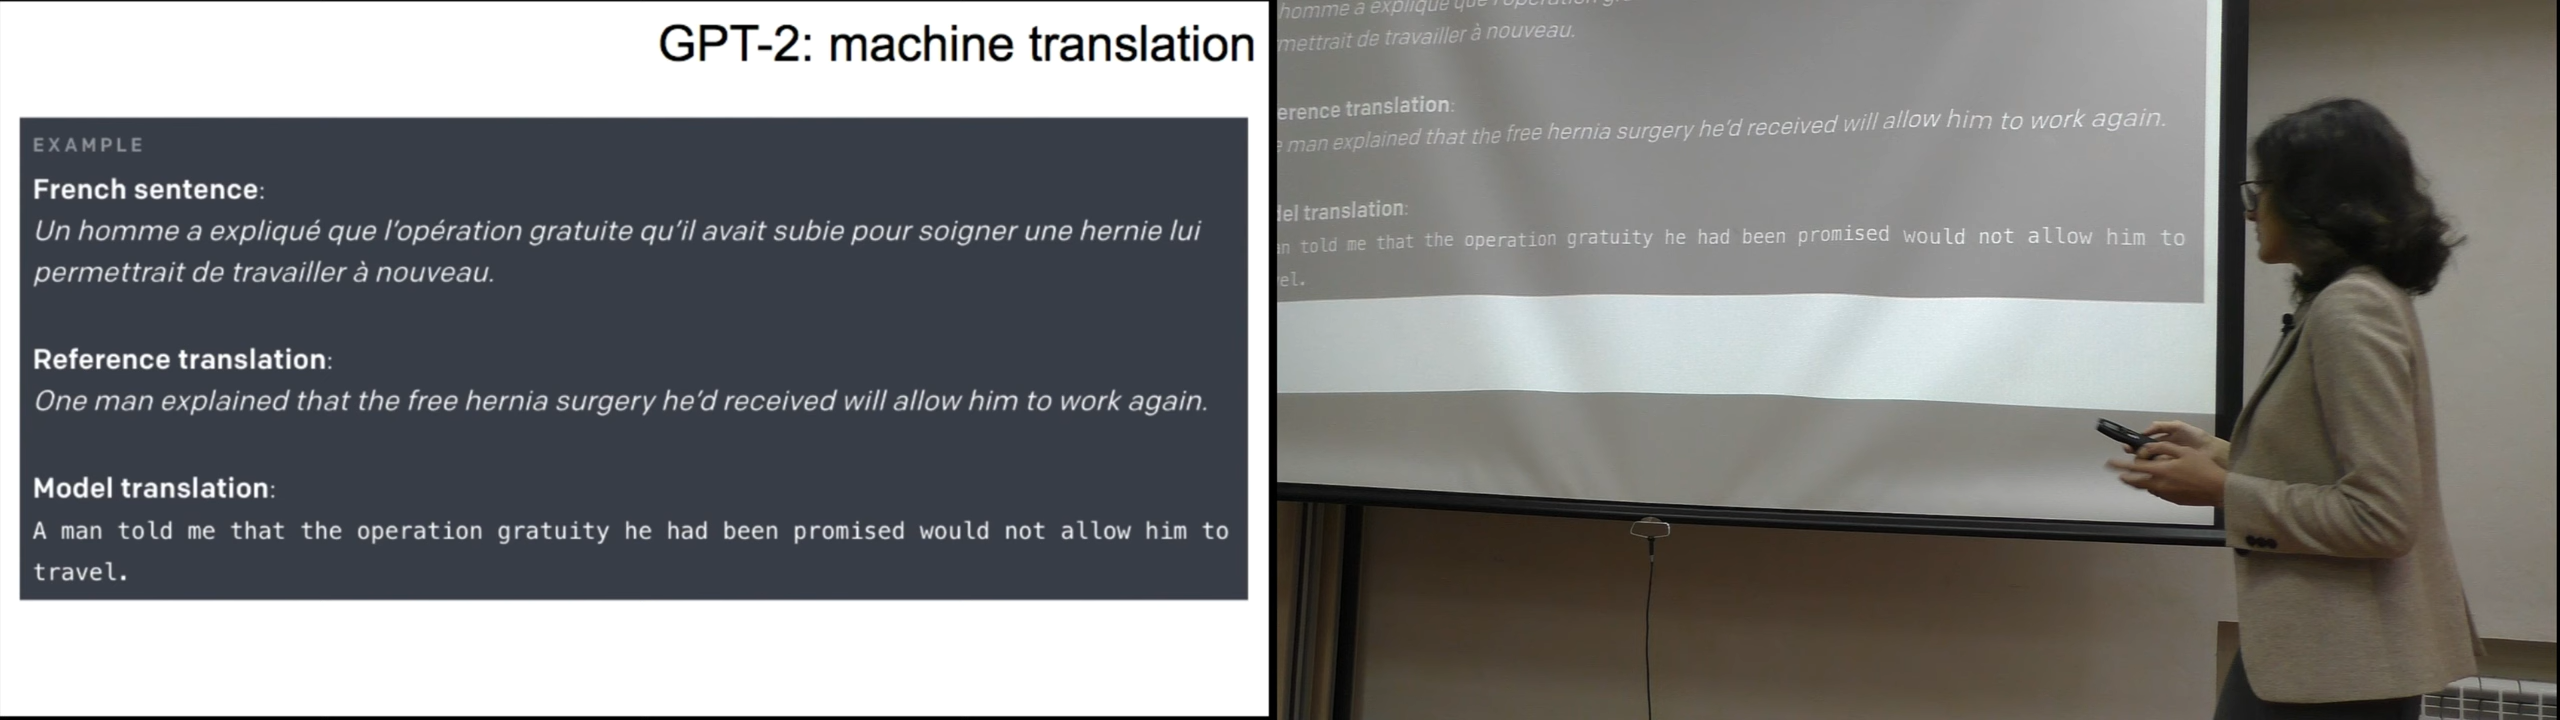 GPT-2: machine translation
EXAMPLE
French sentence:
Un homme a expliqué que l'opération gratuite qu'il avait subie pour soigner une hernie lui
permettrait de travailler à nouveau.
Reference translation:
One man explained that the free hernia surgery he'd received will allow him to work again.
Model translation:
A man told me that the operation gratuity he had been promised would not allow him to
travel.
homme a expliqué que l'opération
mettrait de travailler à nouveau.
erence translation:
man explained that the free hernia surgery he'd received will allow him to work again.
el translation:
told me that the operation gratuity he had been promised would not allow him to
el.